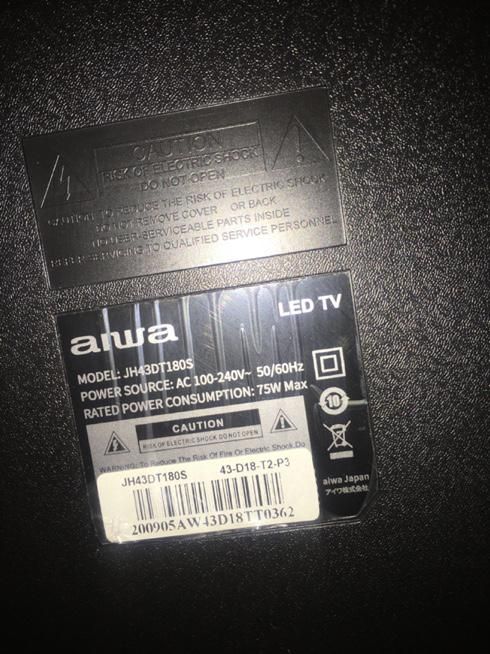 CAUTION
RISK OF ELECTRIC SHOCK
DO NOT OPEN
CAUTION: TO REDUCE THE RISK OF ELECTRIC SHOCK
DO NOT REMOVE COVER OR BACK
NO USER-SERVICEABLE PARTS INSIDE
REFER SERVICING TO QUALIFIED SERVICE PERSONNEL
aiwa
LED TV
MODEL: JH43DT180S
POWER SOURCE: AC 100-240V~ 50/60Hz
RATED POWER CONSUMPTION: 75W Max
CAUTION
RISK OF ELECTRIC SHOCK DO NOT OPEN
WARNING: To Reduce The Risk Of Fire Or Electric Shock, Do
10
aiwa Japan
アイワ株式会社
JH43DT180S 43-D18-T2-P3
200905AW43D18TT0362